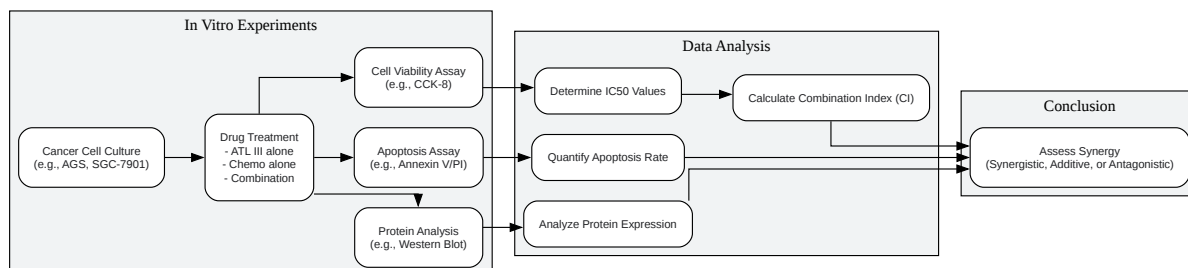 In Vitro Experiments
Cancer Cell Culture
(e.g., AGS, SGC-7901)
Drug Treatment
- ATL III alone
- Chemo alone
- Combination
Cell Viability Assay
(e.g., CCK-8)
Apoptosis Assay
(e.g., Annexin V/PI)
Protein Analysis
(e.g., Western Blot)
Data Analysis
Determine IC50 Values
Calculate Combination Index (CI)
Quantify Apoptosis Rate
Analyze Protein Expression
Conclusion
Assess Synergy
(Synergistic, Additive, or Antagonistic)